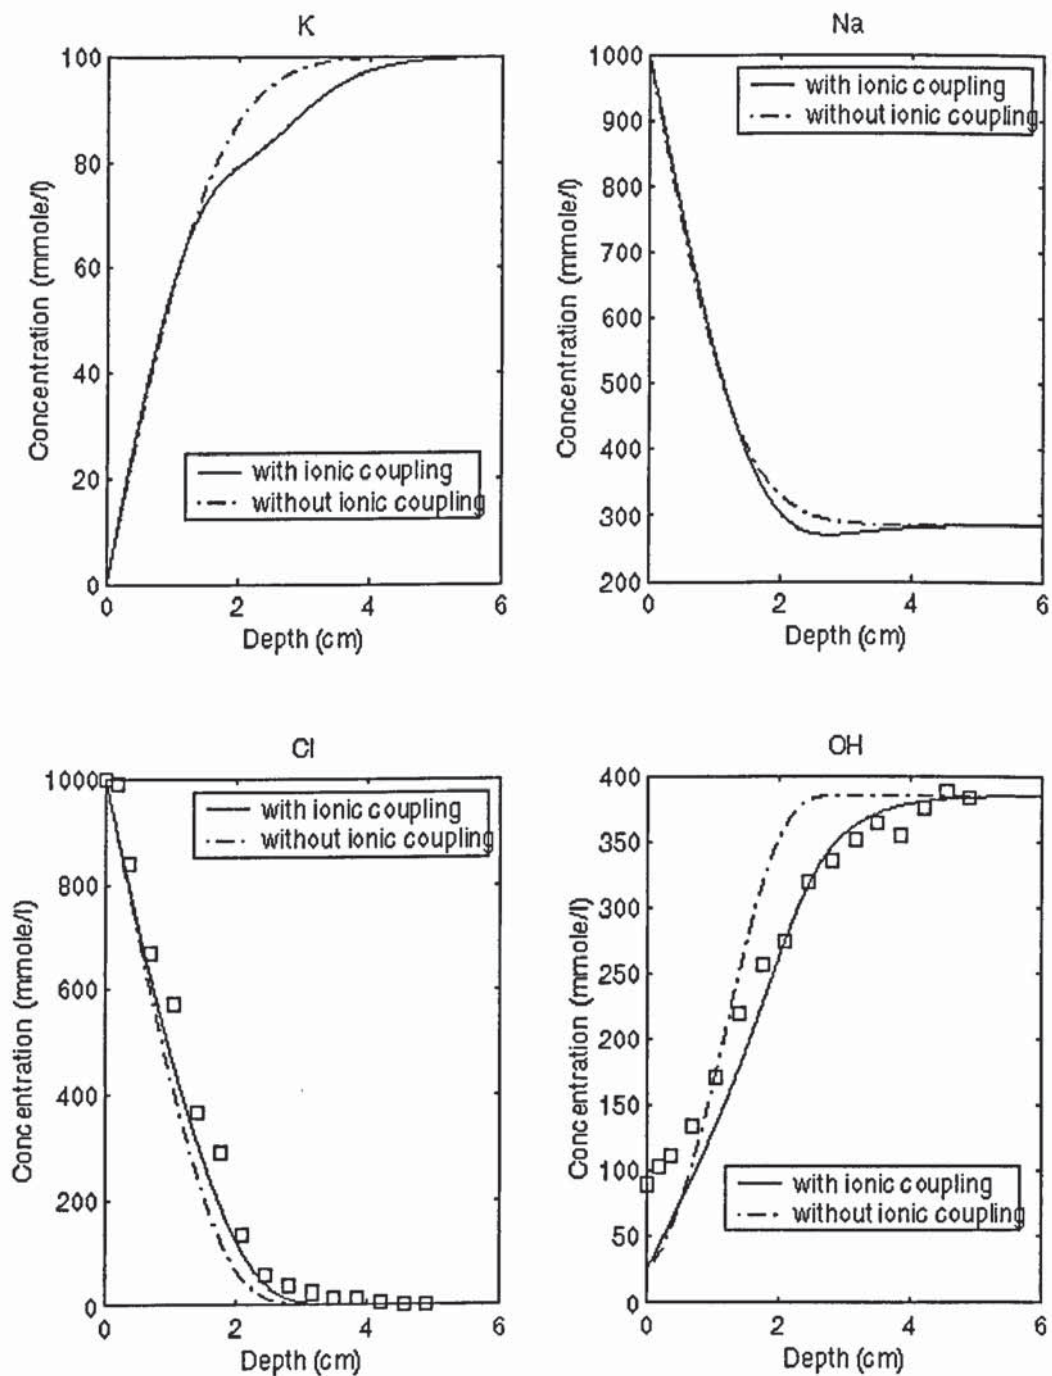 K
100
80
60
40
20
0
Concentration (mmole/l)
with ionic coupling
without ionic coupling
0 2 4 6
Depth (cm)
Na
1000
900
800
700
600
500
400
300
200
Concentration (mmole/l)
with ionic coupling
without ionic coupling
0 2 4 6
Depth (cm)
Cl
1000
800
600
400
200
0
Concentration (mmole/l)
with ionic coupling
without ionic coupling
0 2 4 6
Depth (cm)
OH
400
350
300
250
200
150
100
50
0
Concentration (mmole/l)
with ionic coupling
without ionic coupling
0 2 4 6
Depth (cm)